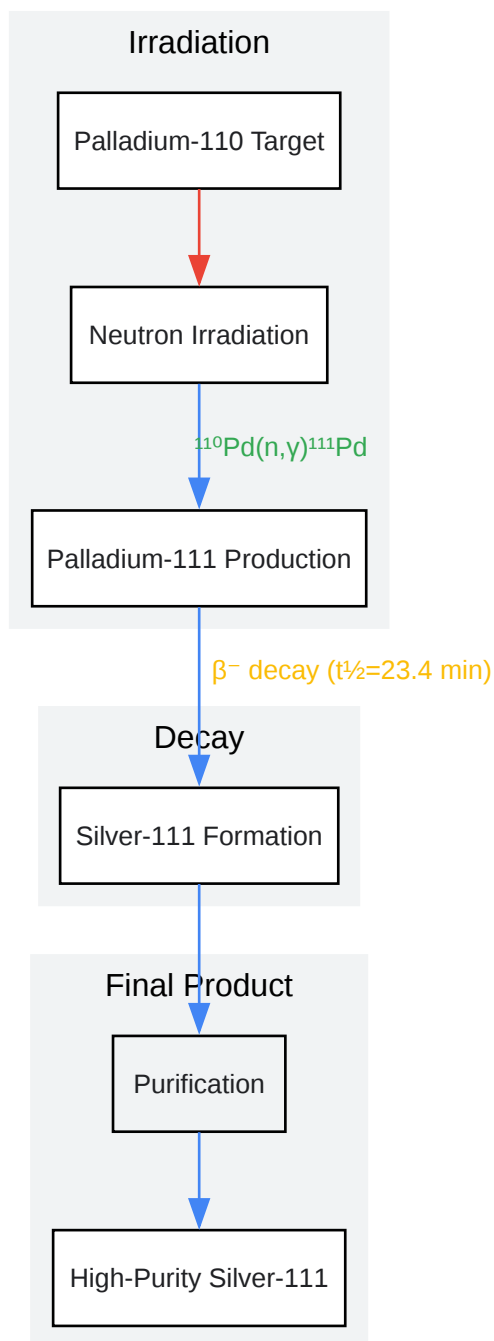 Irradiation
Palladium-110 Target
Neutron Irradiation
¹¹⁰Pd(n,γ)¹¹¹Pd
Palladium-111 Production
β⁻ decay (t½=23.4 min)
Decay
Silver-111 Formation
Final Product
Purification
High-Purity Silver-111